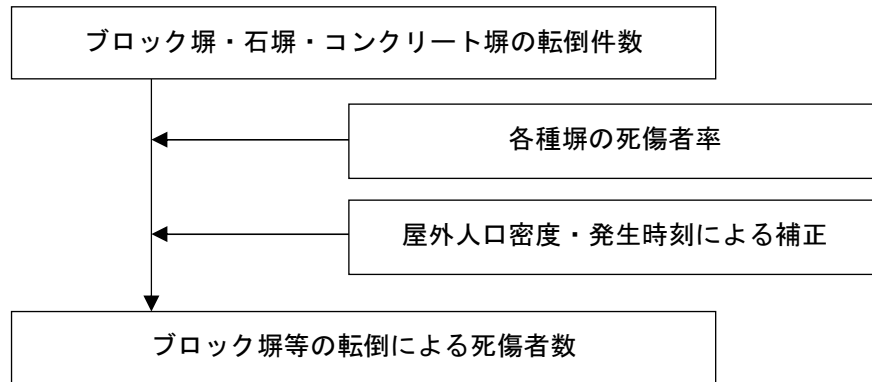 ブロック塀・石塀・コンクリート塀の転倒件数
各種塀の死傷者率
屋外人口密度・発生時刻による補正
ブロック塀等の転倒による死傷者数